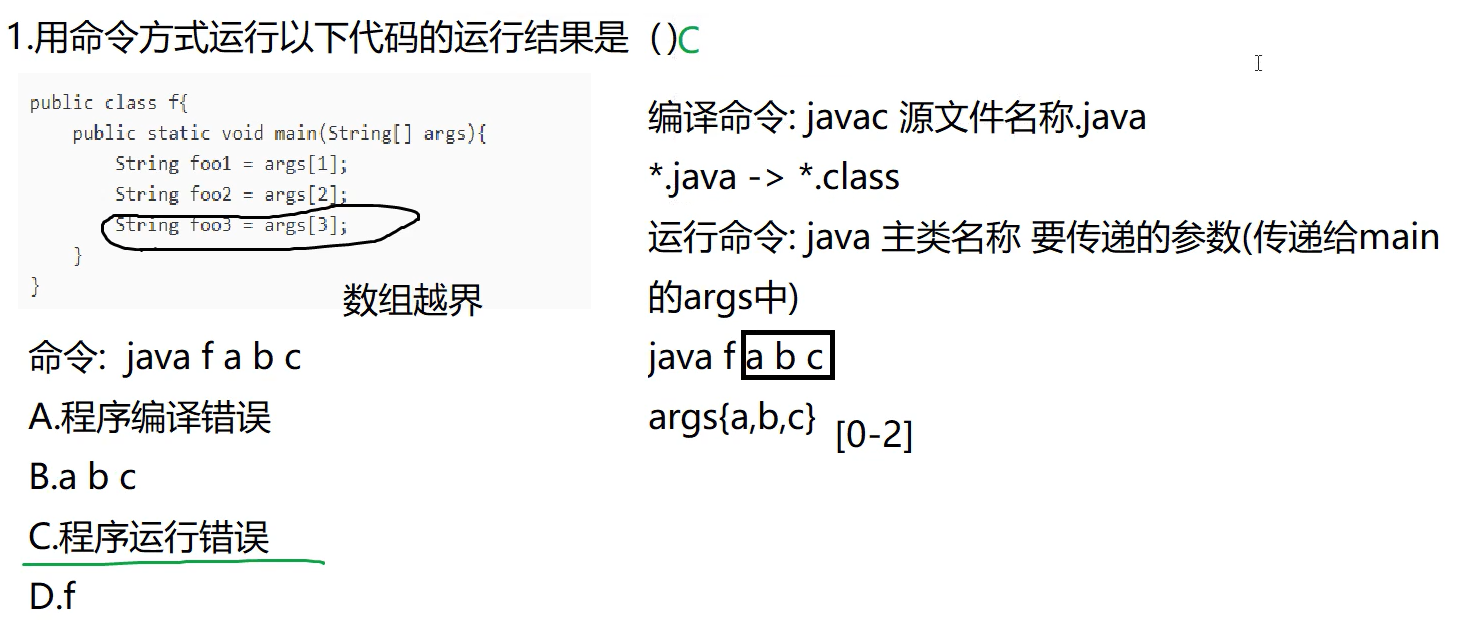 1.用命令方式运行以下代码的运行结果是（）C
public class f{
public static void main(String[] args){
String foo1 = args[1];
String foo2 = args[2];
String foo3 = args[3];
}
}
数组越界
命令: java f a b c
A.程序编译错误
B.a b c
C.程序运行错误
D.f
编译命令: javac 源文件名称.java
*.java -> *.class
运行命令: java 主类名称 要传递的参数(传递给main
的args中)
java f a b c
args{a,b,c} [0-2]